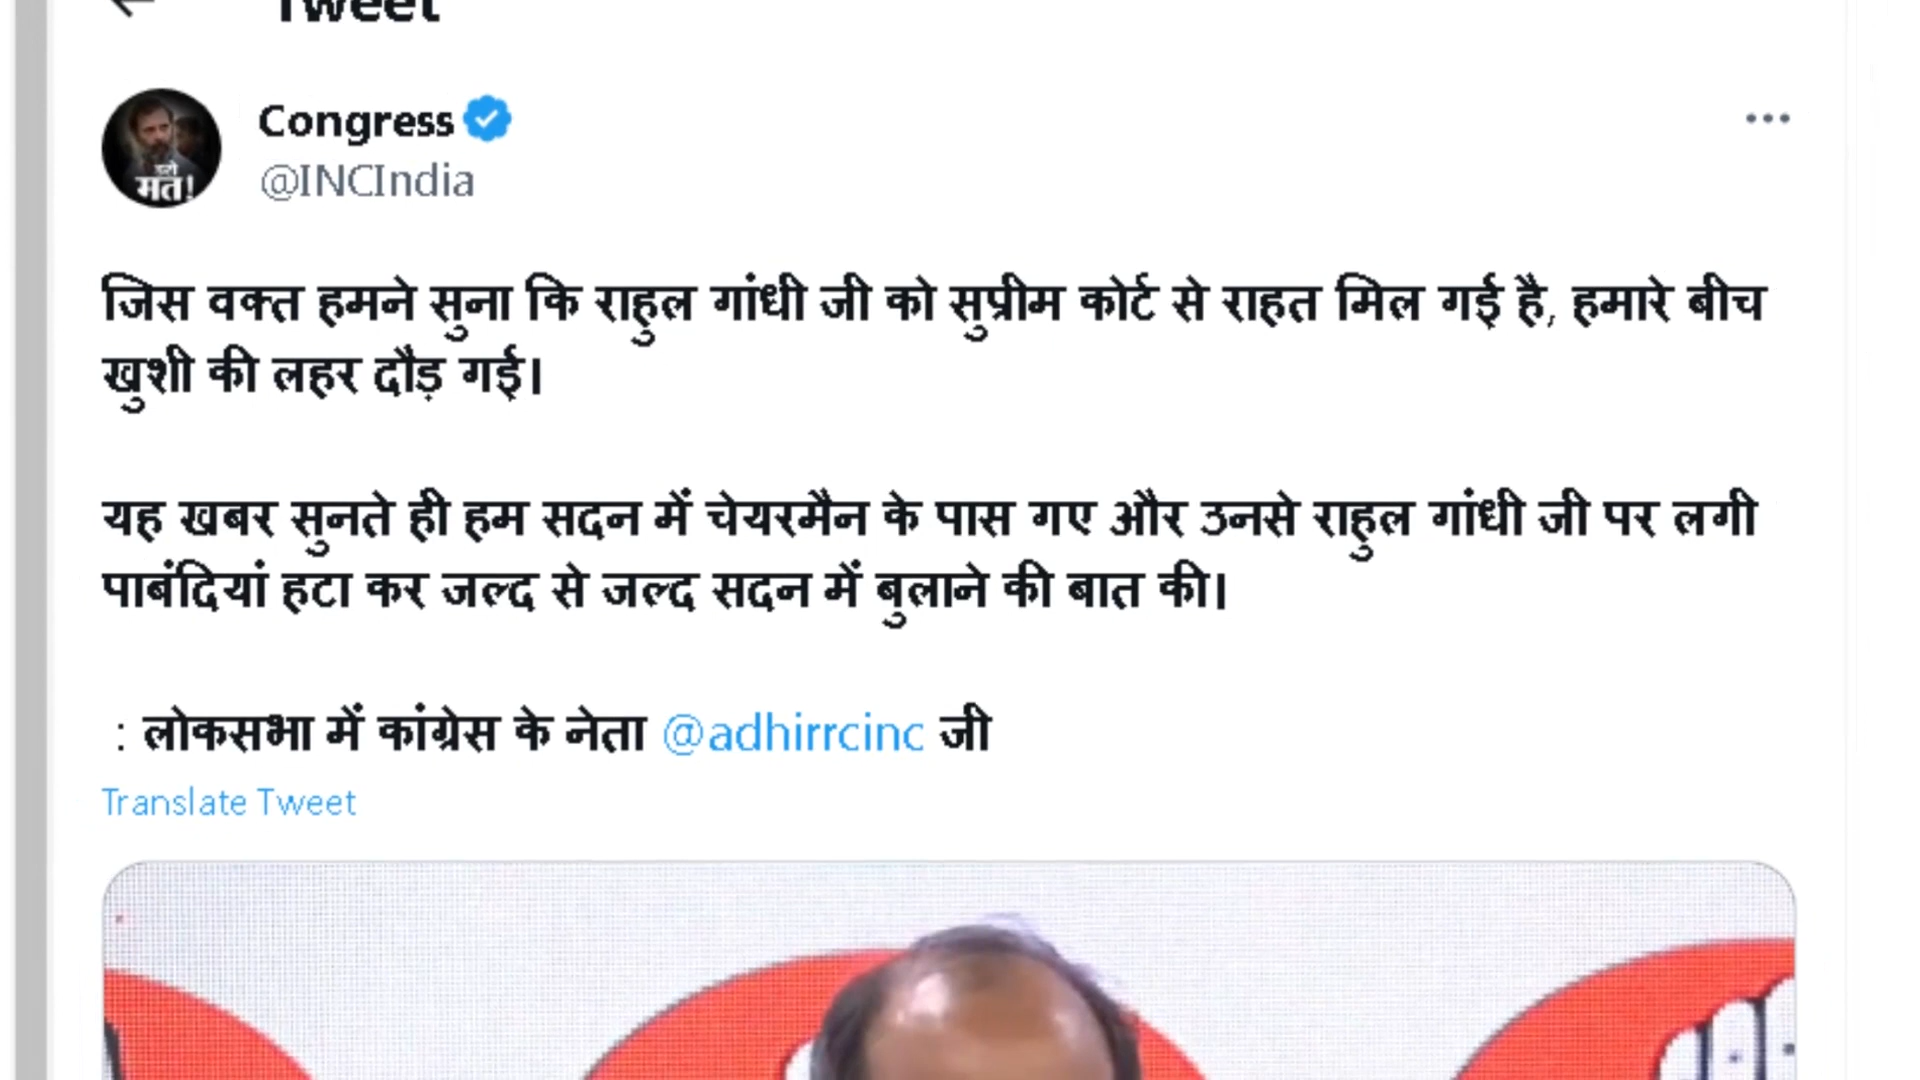 Tweet
Congress
@INCIndia
मत!
जिस वक्त हमने सुना कि राहुल गांधी जी को सुप्रीम कोर्ट से राहत मिल गई है, हमारे बीच
खुशी की लहर दौड़ गई।
यह खबर सुनते ही हम सदन में चेयरमैन के पास गए और उनसे राहुल गांधी जी पर लगी
पाबंदियां हटा कर जल्द से जल्द सदन में बुलाने की बात की।
: लोकसभा में कांग्रेस के नेता @adhirrcinc जी
Translate Tweet